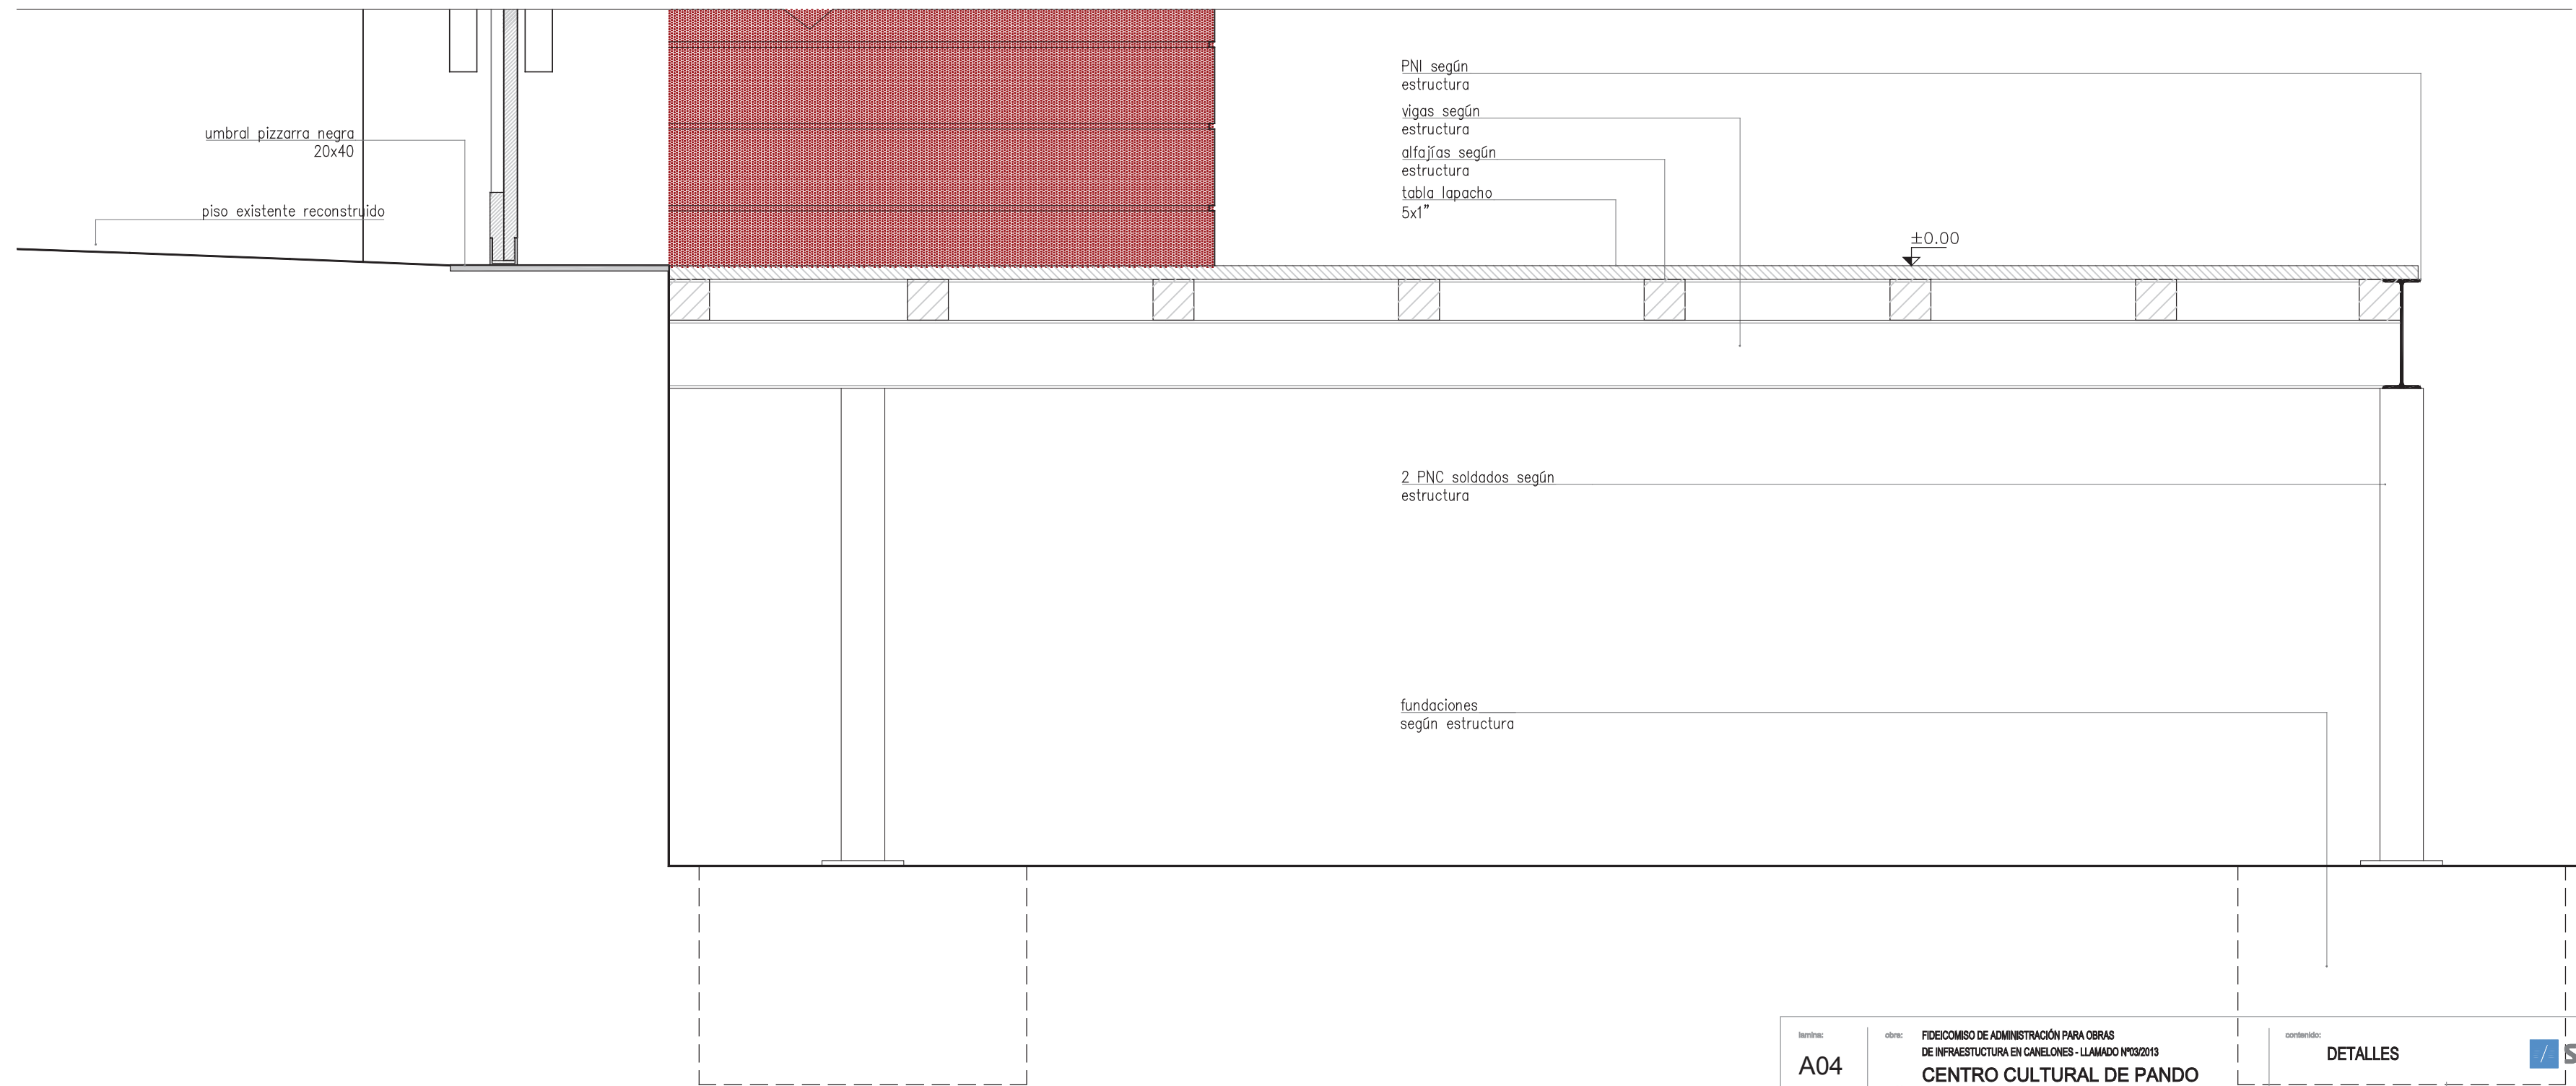 PNI según
estructura
vigas según
estructura
umbral pizzarra negra
20x40
alfajías según
estructura
tabla lapacho
5x1”
piso existente reconstruido
±0.00
2 PNC soldados según
estructura
fundaciones
según estructura
lamina:
A04
obra:
FIDEICOMISO DE ADMINISTRACIÓN PARA OBRAS
DE INFRAESTUCTURA EN CANELONES - LLAMADO Nº03/2013
CENTRO CULTURAL DE PANDO
contenido:
DETALLES